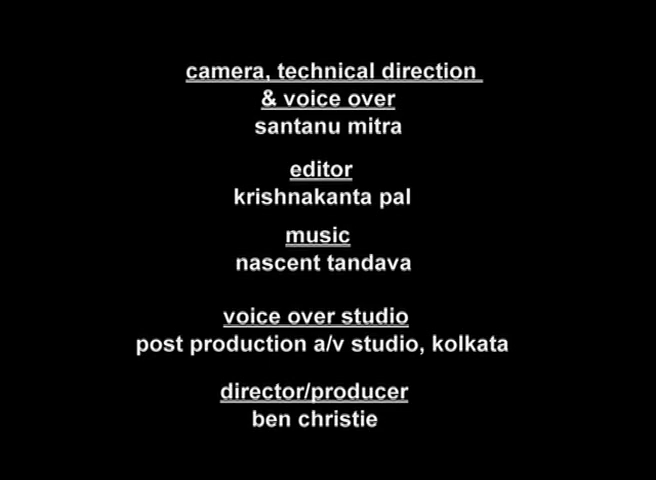 camera, technical direction
& voice over
santanu mitra
editor
krishnakanta pal
music
nascent tandava
voice over studio
post production a/v studio, kolkata
director/producer
ben christie